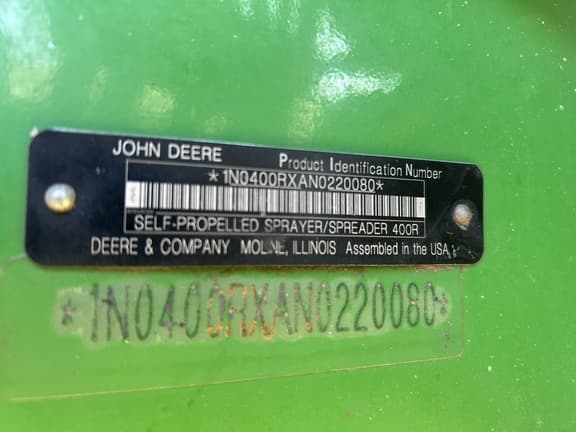 JOHN DEERE Product Identification Number
*1N0400RXAN0220080*
SELF-PROPELLED SPRAYER/SPREADER 400R
DEERE & COMPANY MOLINE, ILLINOIS Assembled in the USA
*1N0400RXAN0220080*